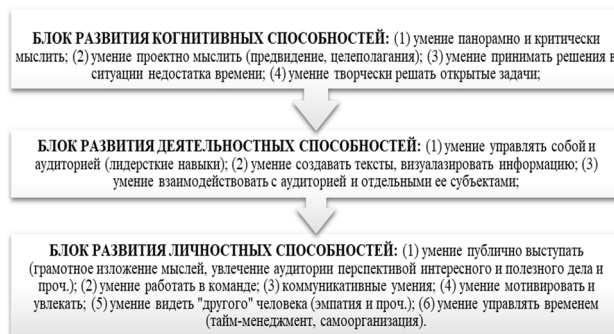 БЛОК РАЗВИТИЯ КОГНИТИВНЫХ СПОСОБНОСТЕЙ: (1) умение панорамно и критически
мыслить; (2) умение проектно мыслить (предвидение, целеполагания); (3) умение принимать решения в
ситуации недостатка времени; (4) умение творчески решать открытые задачи;
БЛОК РАЗВИТИЯ ДЕЯТЕЛЬНОСТНЫХ СПОСОБНОСТЕЙ: (1) умение управлять собой и
аудиторией (лидерсткие навыки); (2) умение создавать тексты, визуалазировать информацию; (3)
умение взаимодействовать с аудиторией и отдельными ее субъектами;
БЛОК РАЗВИТИЯ ЛИЧНОСТНЫХ СПОСОБНОСТЕЙ: (1) умение публично выступать
(грамотное изложение мыслей, увлечение аудитории перспективой интересного и полезного дела и
проч.); (2) умение работать в команде; (3) коммуникативные умения; (4) умение мотивировать и
увлекать; (5) умение видеть "другого" человека (эмпатия и проч.); (6) умение управлять временем
(тайм-менеджмент, самоорганизация).